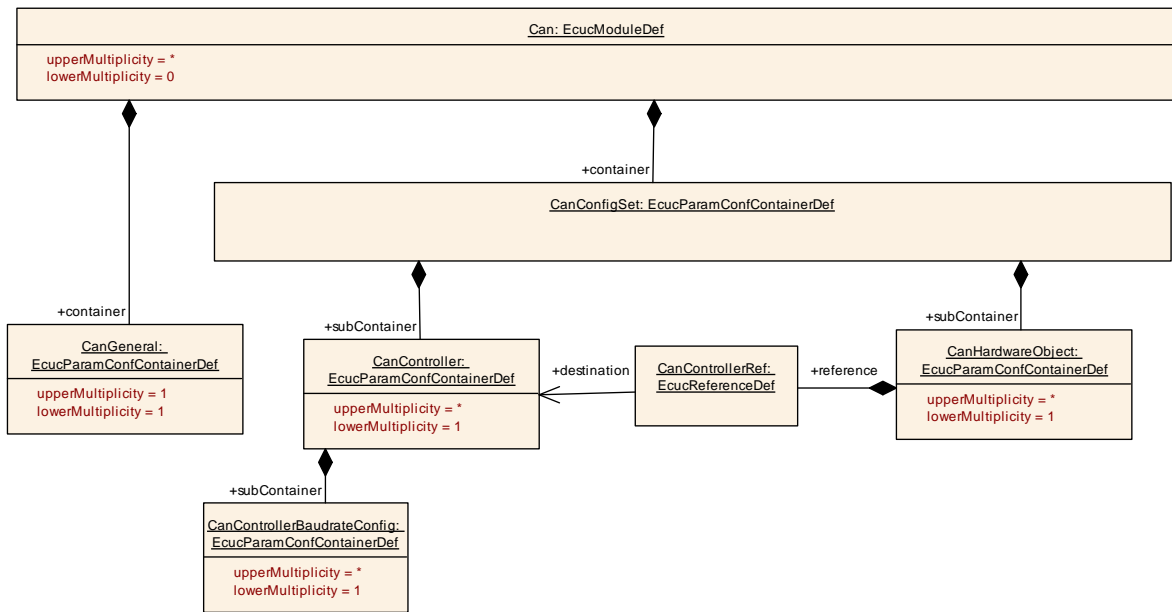 Can: EcucModuleDef
upperMultiplicity = *
lowerMultiplicity = 0
+container
CanConfigSet: EcucParamConfContainerDef
+container
CanGeneral:
EcucParamConfContainerDef
upperMultiplicity = 1
lowerMultiplicity = 1
+subContainer
CanController:
EcucParamConfContainerDef
upperMultiplicity = *
lowerMultiplicity = 1
+destination
CanControllerRef:
EcucReferenceDef
+reference
+subContainer
CanHardwareObject:
EcucParamConfContainerDef
upperMultiplicity = *
lowerMultiplicity = 1
+subContainer
CanControllerBaudrateConfig:
EcucParamConfContainerDef
upperMultiplicity = *
lowerMultiplicity = 1